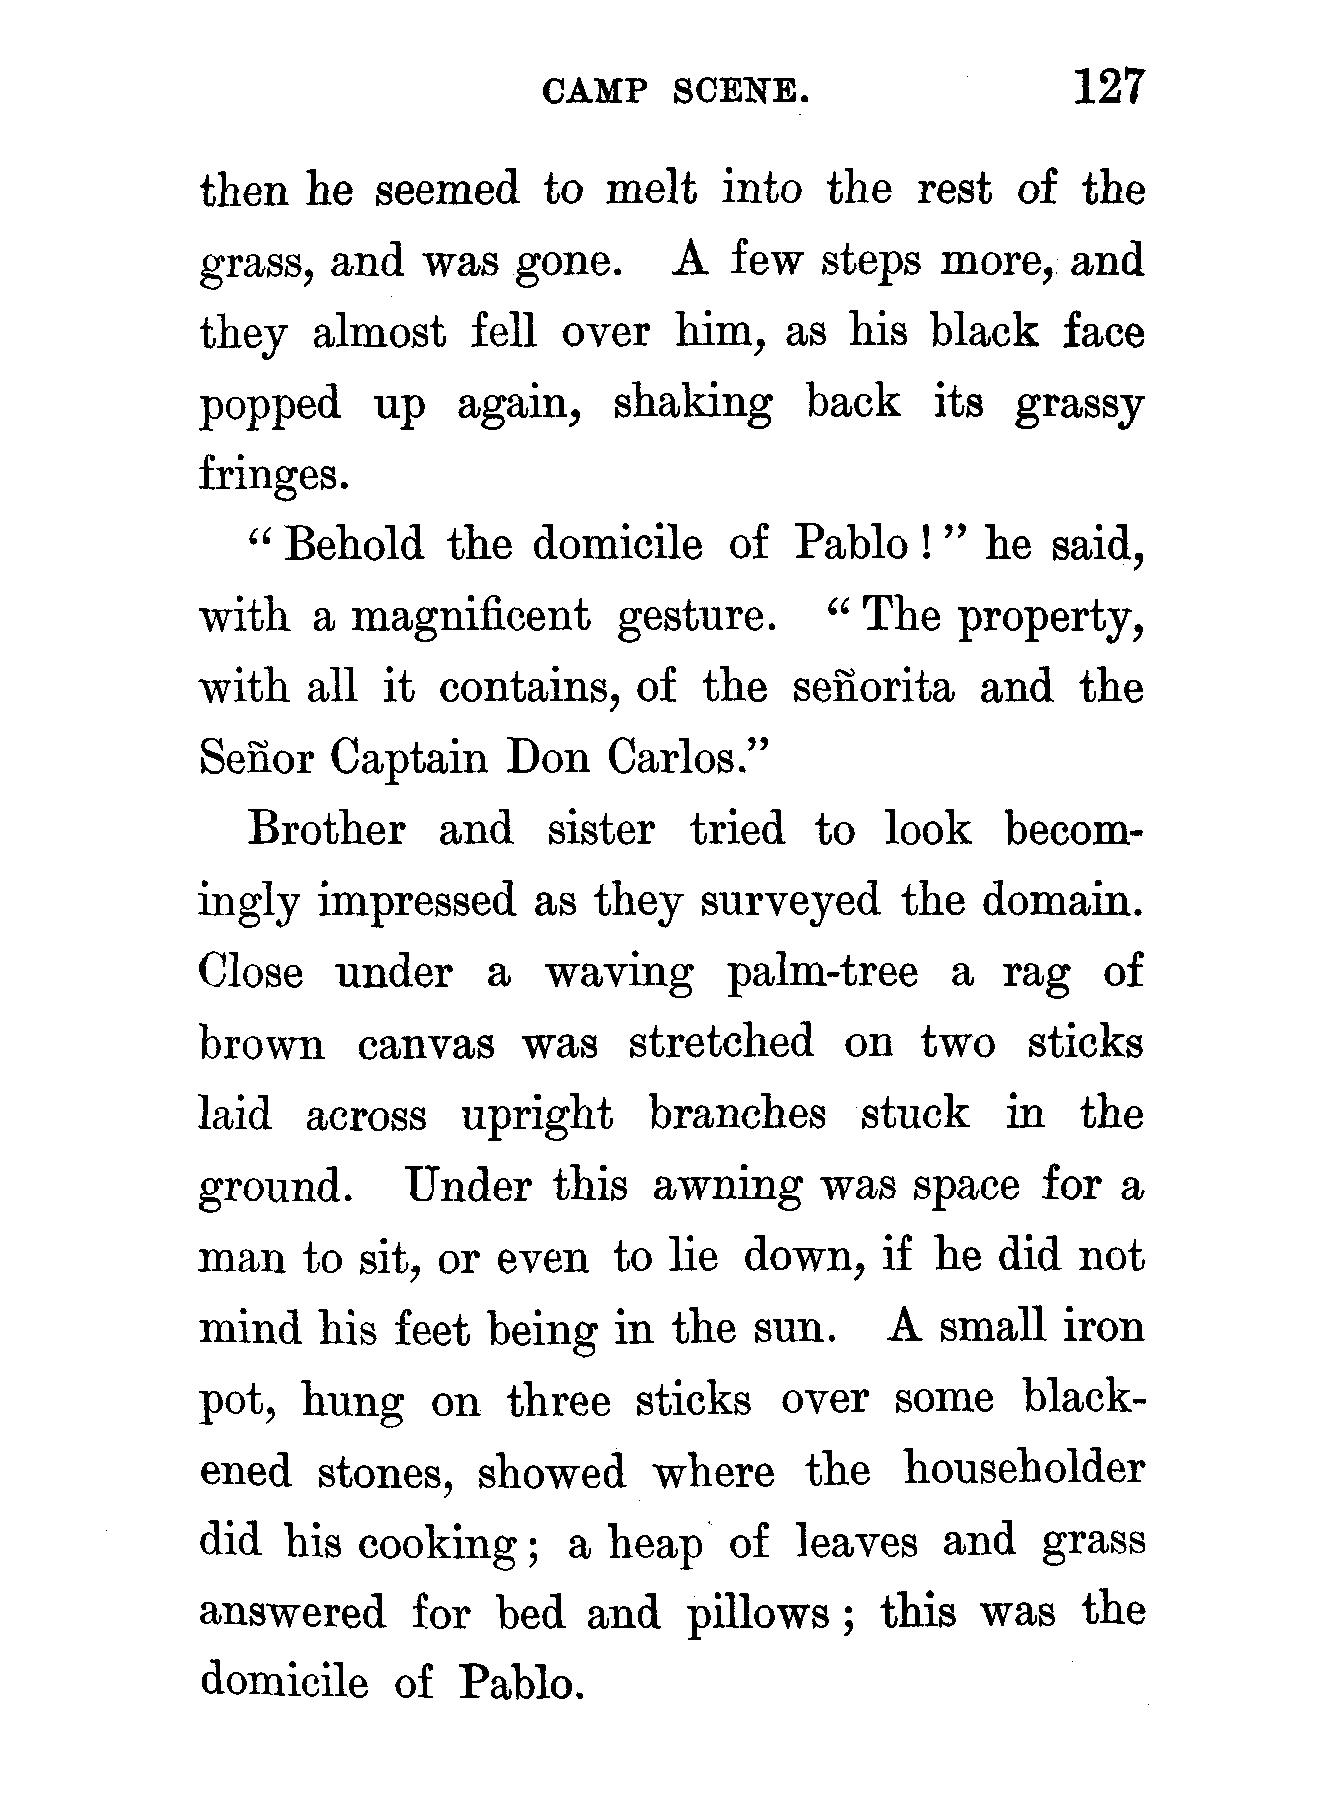 CAMP SCENE. 127
then he seemed to melt into the rest of the
grass, and was gone. A few steps more, and
they almost fell over him, as his black face
popped up again, shaking back its grassy
fringes.
“Behold the domicile of Pablo!” he said,
with a magnificent gesture. “The property,
with all it contains, of the señorita and the
Señor Captain Don Carlos.”
Brother and sister tried to look becom-
ingly impressed as they surveyed the domain.
Close under a waving palm-tree a rag of
brown canvas was stretched on two sticks
laid across upright branches stuck in the
ground. Under this awning was space for a
man to sit, or even to lie down, if he did not
mind his feet being in the sun. A small iron
pot, hung on three sticks over some black-
ened stones, showed where the householder
did his cooking; a heap of leaves and grass
answered for bed and pillows; this was the
domicile of Pablo.